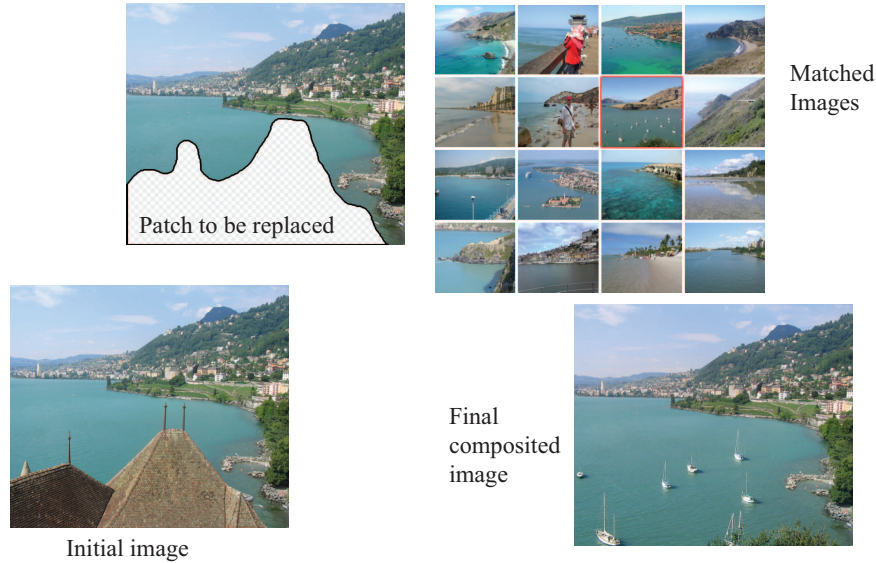 Patch to be replaced
Matched
Images
Initial image
Final
composited
image